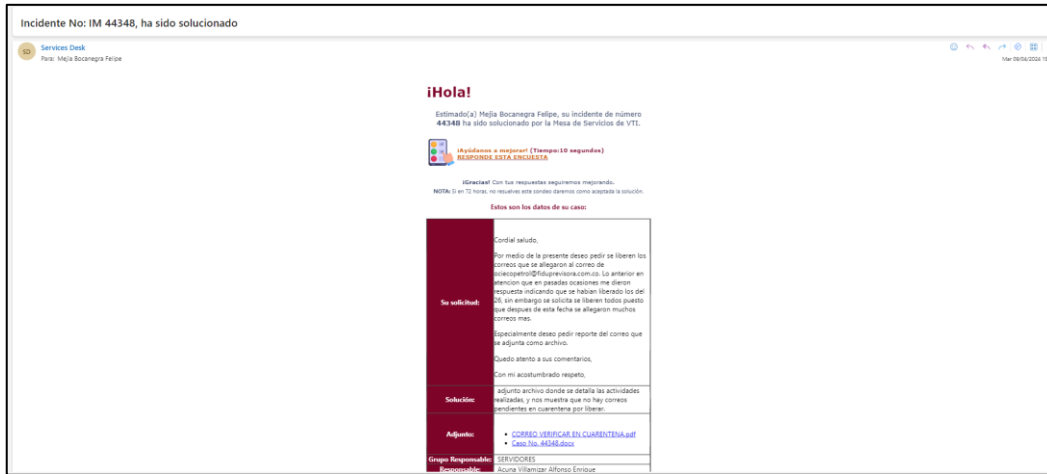 Incidente No: IM 44348, ha sido solucionado
SD
Services Desk
Para: Mejia Bocanegra Felipe
Mar
¡Hola!
Estimado(a) Mejia Bocanegra Felipe, su incidente de número
44348 ha sido solucionado por la Mesa de Servicios de VTI.
¡Ayúdanos a mejorar! (Tiempo:10 segundos)
RESPONDE ESTA ENCUESTA
¡Gracias! Con tus respuestas seguiremos mejorando.
NOTA: Si en 72 horas, no resuelves este sondeo daremos como aceptada la solución.
Estos son los datos de su caso:
Su solicitud:
Cordial saludo,
Por medio de la presente deseo pedir se liberen los
correos que se allegaron al correo de
ociecopetrol@fiduprevisora.com.co. Lo anterior en
atencion que en pasadas ocasiones me dieron
respuesta indicando que se habian liberado los del
26, sin embargo se solicita se liberen todos puesto
que despues de esta fecha se allegaron muchos
correos mas.
Especialmente deseo pedir reporte del correo que
se adjunta como archivo.
Quedo atento a sus comentarios,
Con mi acostumbrado respeto,
Solución:
adjunto archivo donde se detalla las actividades
realizadas, y nos muestra que no hay correos
pendientes en cuarentena por liberar.
Adjunto:
CORREO VERIFICAR EN CUARENTENA.pdf
Caso No. 44348.docx
Grupo Responsable: SERVIDORES
Responsable: Acuna Villamizar Alfonso Enrique